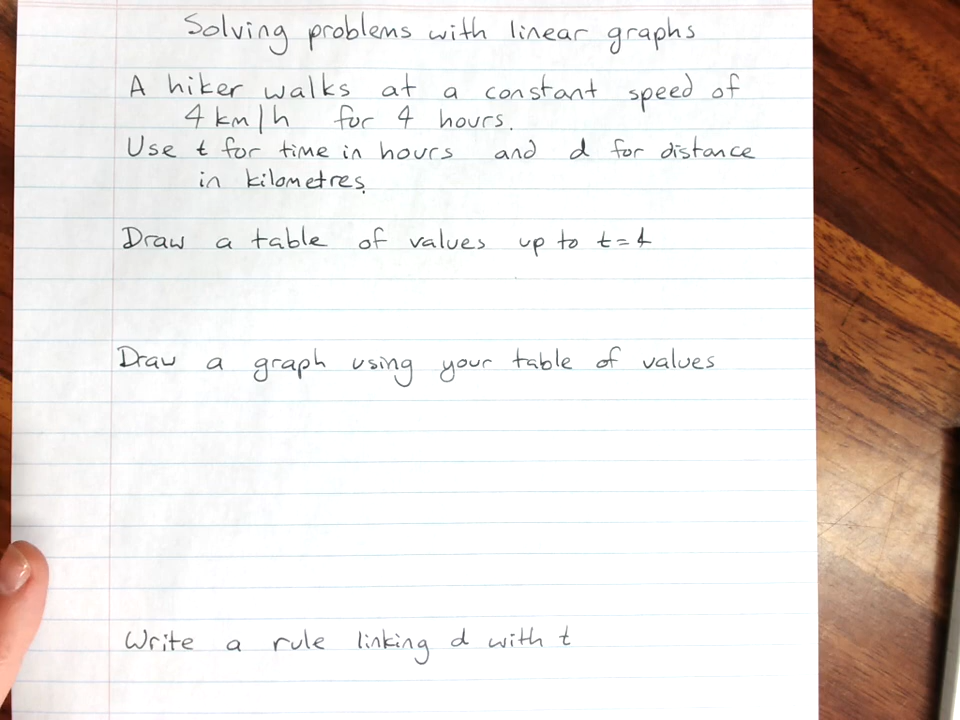 Solving problems with linear graphs
A hiker walks at a constant speed of
4 km/h for 4 hours.
Use t for time in hours and d for distance
in kilometres.
Draw a table of values up to t=4
Draw a graph using your table of values
Write a rule linking d with t